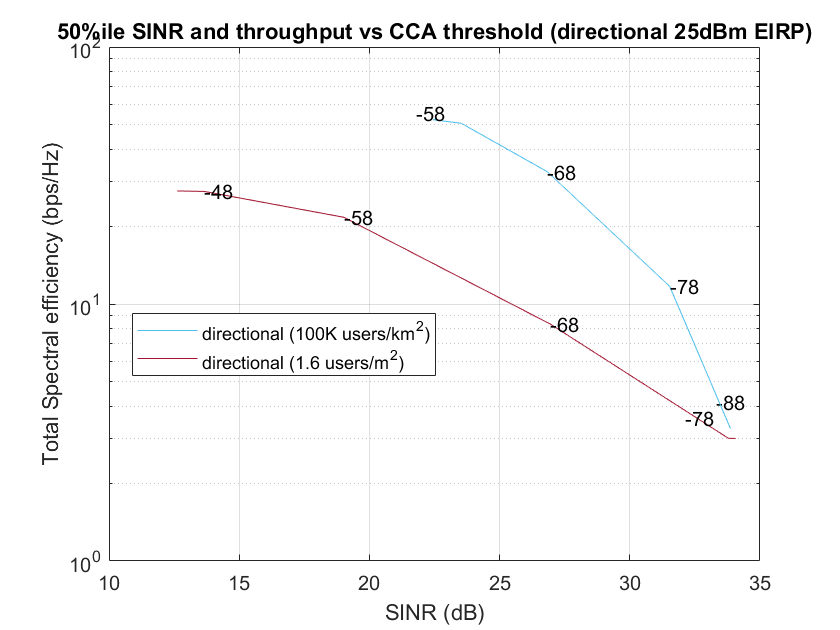 50%ile SINR and throughput vs CCA threshold (directional 25dBm EIRP)
10^2
-58
-68
-48
-58
-78
10^1
-68
directional (100K users/km^2)
directional (1.6 users/m^2)
-88
-78
Total Spectral efficiency (bps/Hz)
10^0
10 15 20 25 30 35
SINR (dB)